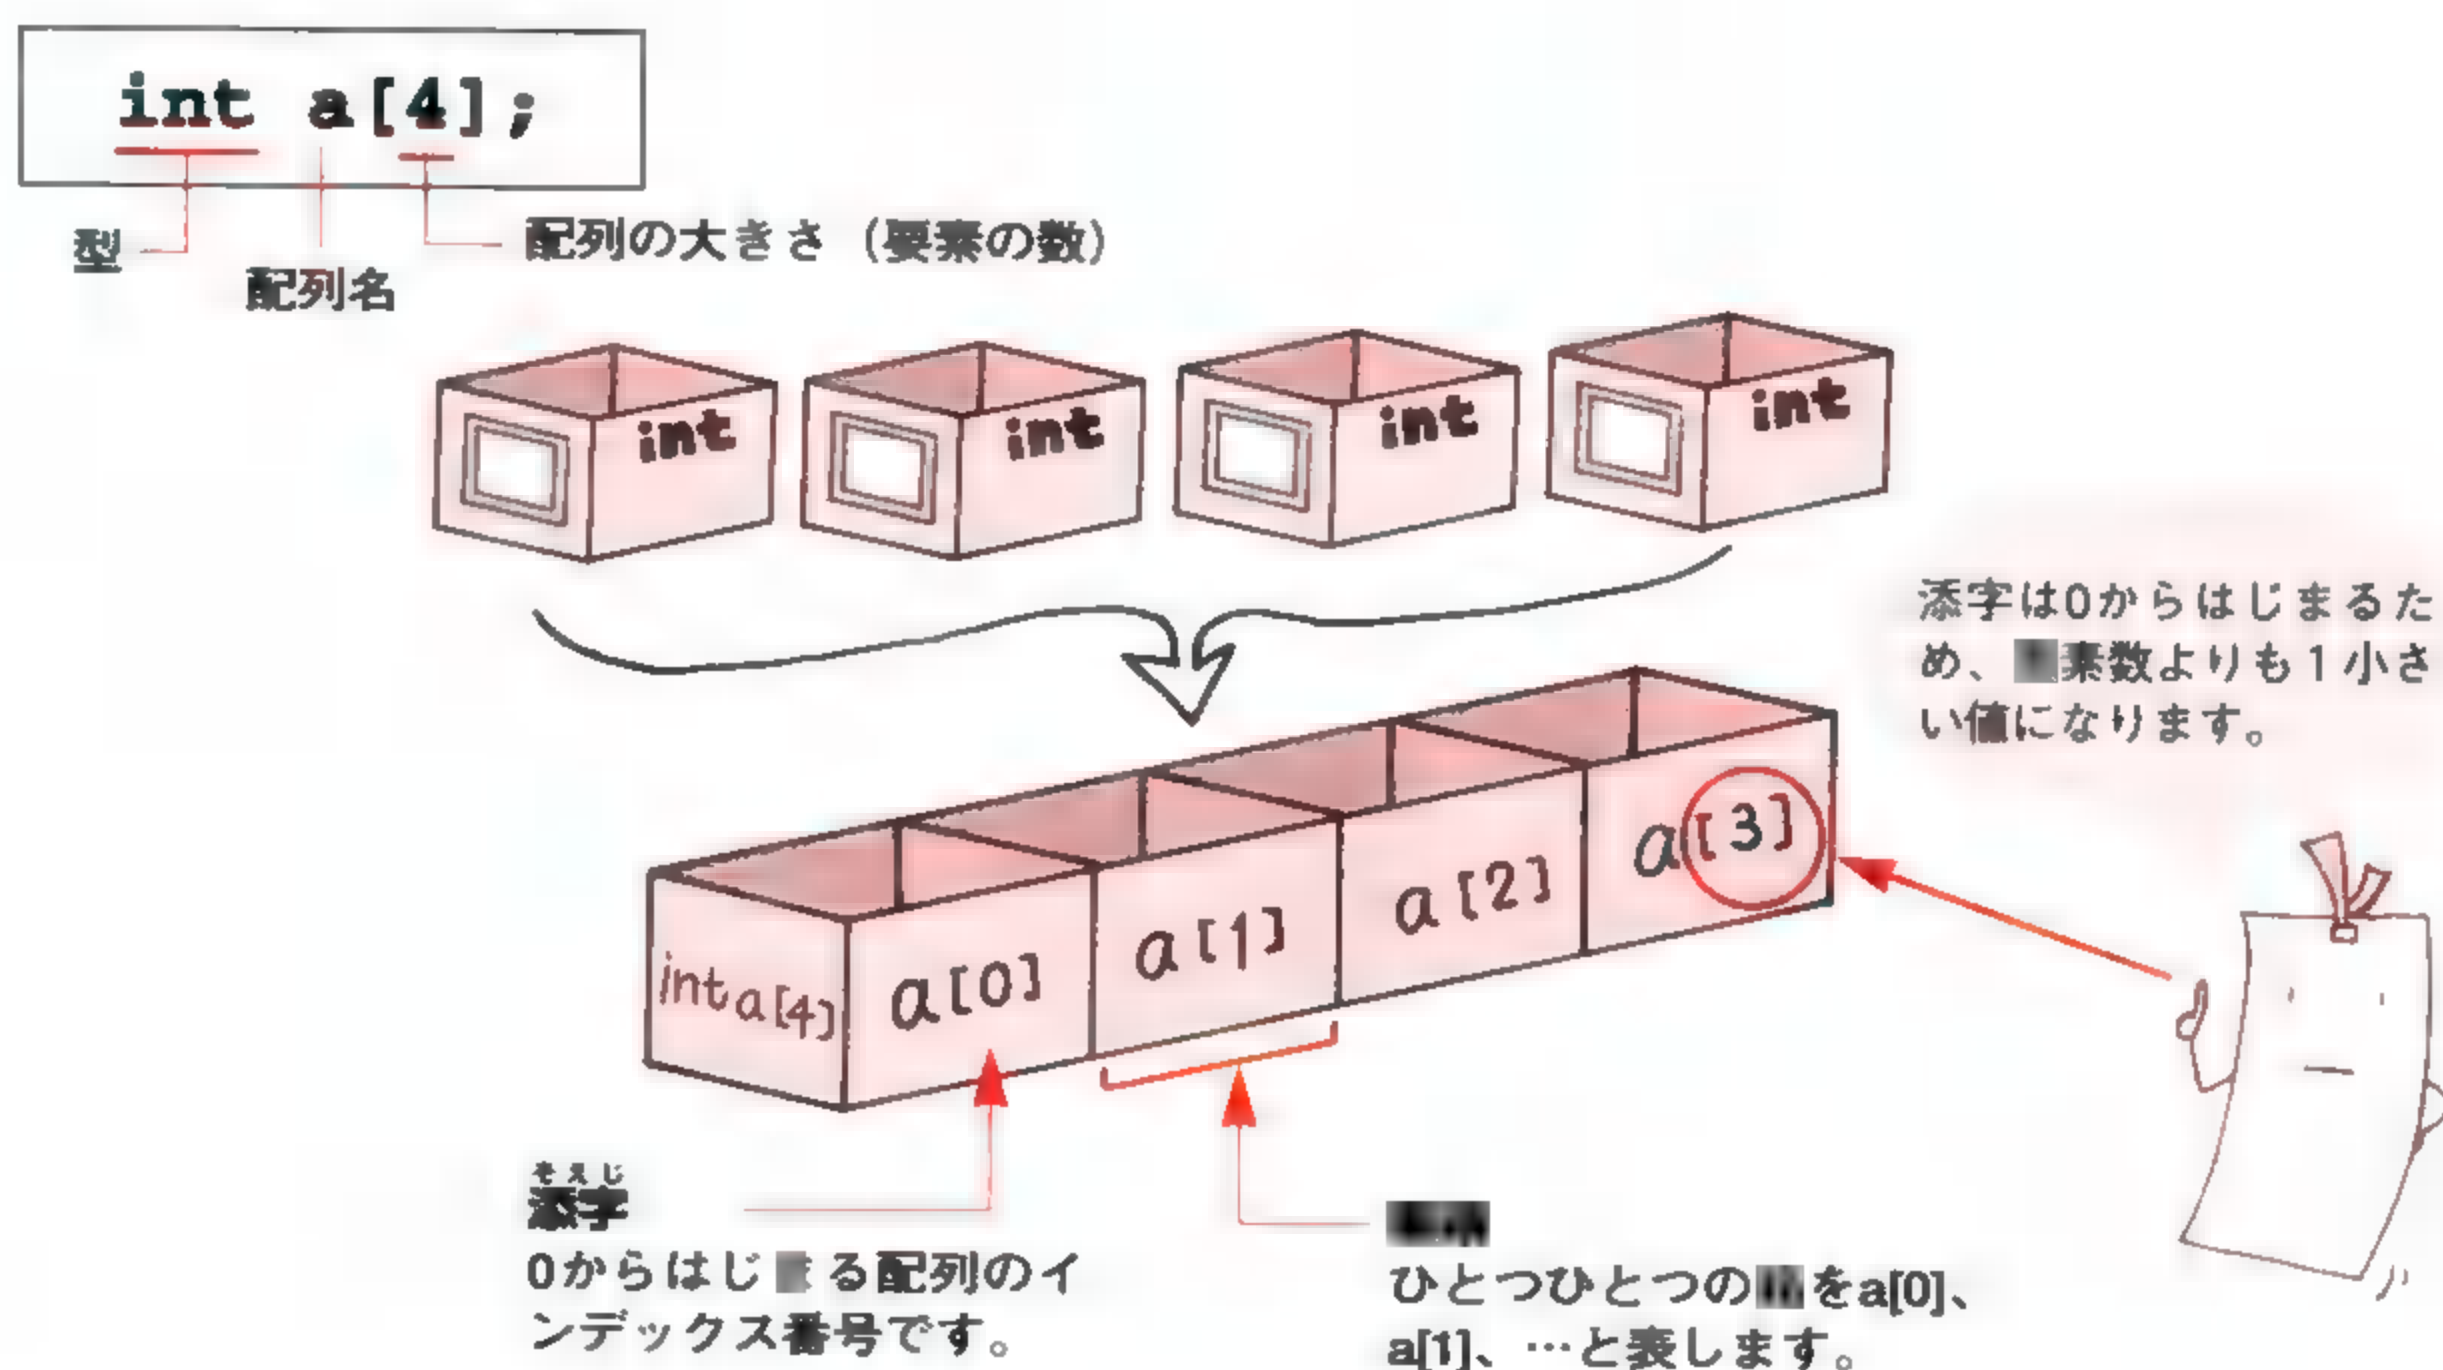 int a[4];
型
配列名
配列の大きさ（要素の数）
int
int
int
int
添字は0からはじまるた
め、素数よりも1小さ
い値になります。
int a[4]
a[0]
a[1]
a[2]
a[3]
そえじ
添字
0からはじる配列のイ
ンデックス番号です。
ひとつひとつのをa[0]、
a[1]、…と表します。